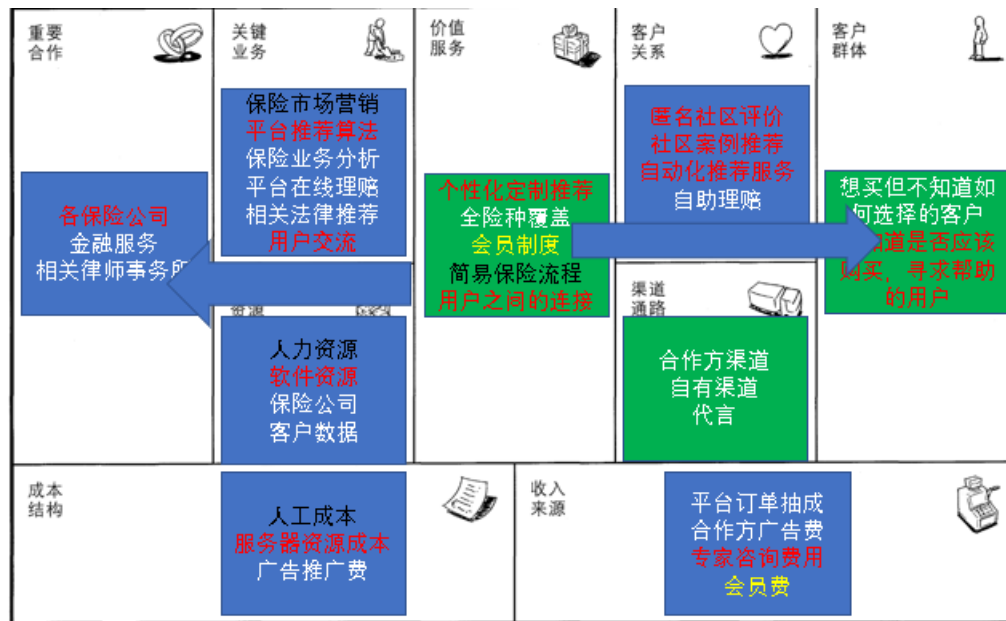 重要
合作
关键
业务
价值
服务
客户
关系
客户
群体
各保险公司
金融服务
相关律师事务所
保险市场营销
平台推荐算法
保险业务分析
平台在线理赔
相关法律推荐
用户交流
资源
人力资源
软件资源
保险公司
客户数据
个性化定制推荐
全险种覆盖
会员制度
简易保险流程
用户之间的连接
匿名社区评价
社区案例推荐
自动化推荐服务
自助理赔
渠道
通路
合作方渠道
自有渠道
代言
想买但不知道如
何选择的客户
知道是否应该
购买，寻求帮助
的用户
成本
结构
人工成本
服务器资源成本
广告推广费
收入
来源
平台订单抽成
合作方广告费
专家咨询费用
会员费